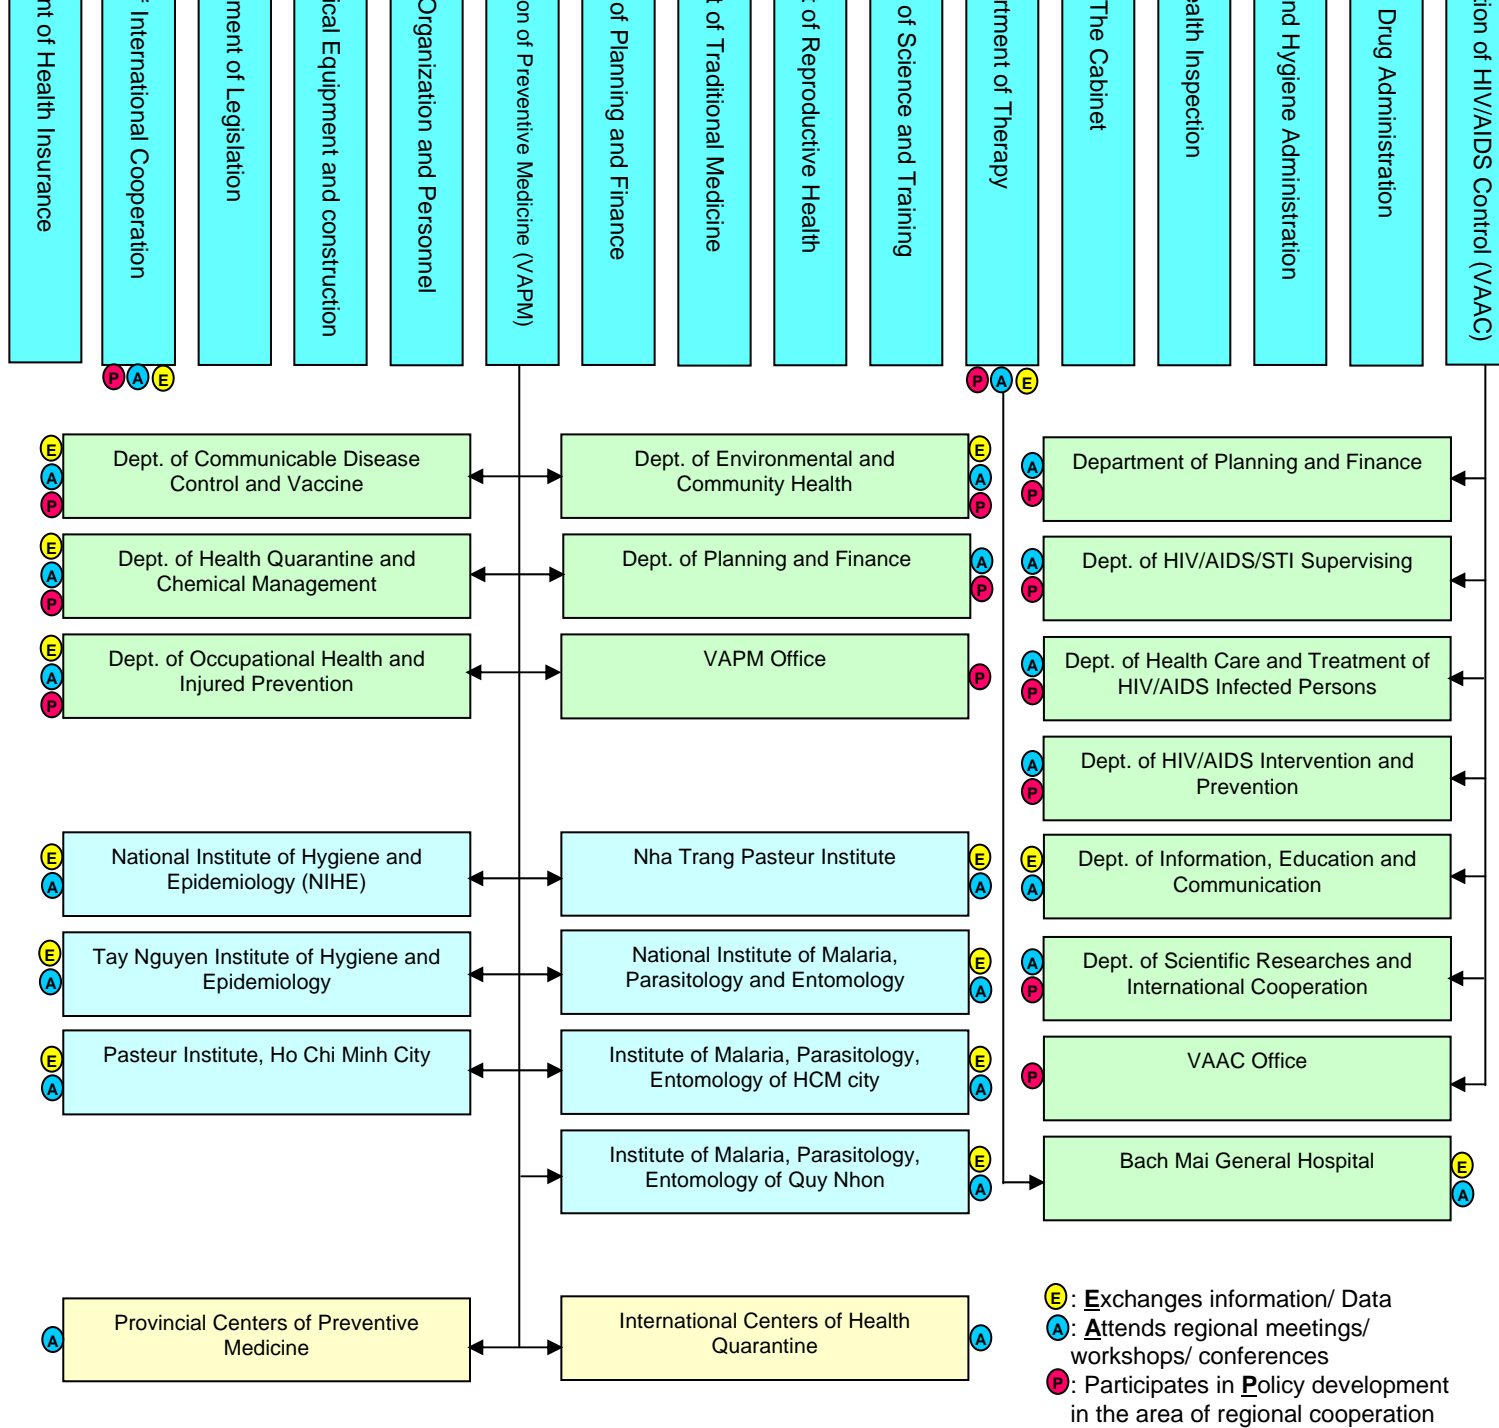 nt of Health Insurance
International Cooperation
ment of Legislation
ical Equipment and construction
Organization and Personnel
on of Preventive Medicine (VAPM)
of Planning and Finance
t of Traditional Medicine
t of Reproductive Health
of Science and Training
rtment of Therapy
The Cabinet
ealth Inspection
nd Hygiene Administration
Drug Administration
tion of HIV/AIDS Control (VAAC)
P A E
P A E
E
A
P
Dept. of Communicable Disease
Control and Vaccine
Dept. of Environmental and
Community Health
E
A
P
A
P
Department of Planning and Finance
E
A
P
Dept. of Health Quarantine and
Chemical Management
Dept. of Planning and Finance
A
P
A
P
Dept. of HIV/AIDS/STI Supervising
E
A
P
Dept. of Occupational Health and
Injured Prevention
VAPM Office
P
A
P
Dept. of Health Care and Treatment of
HIV/AIDS Infected Persons
A
P
Dept. of HIV/AIDS Intervention and
Prevention
E
A
National Institute of Hygiene and
Epidemiology (NIHE)
Nha Trang Pasteur Institute
E
A
E
A
Dept. of Information, Education and
Communication
E
A
Tay Nguyen Institute of Hygiene and
Epidemiology
National Institute of Malaria,
Parasitology and Entomology
E
A
A
P
Dept. of Scientific Researches and
International Cooperation
E
A
Pasteur Institute, Ho Chi Minh City
Institute of Malaria, Parasitology,
Entomology of HCM city
E
A
P
VAAC Office
Institute of Malaria, Parasitology,
Entomology of Quy Nhon
E
A
Bach Mai General Hospital
E
A
A
Provincial Centers of Preventive
Medicine
International Centers of Health
Quarantine
A
E : Exchanges information/ Data
A : Attends regional meetings/
workshops/ conferences
P : Participates in Policy development
in the area of regional cooperation